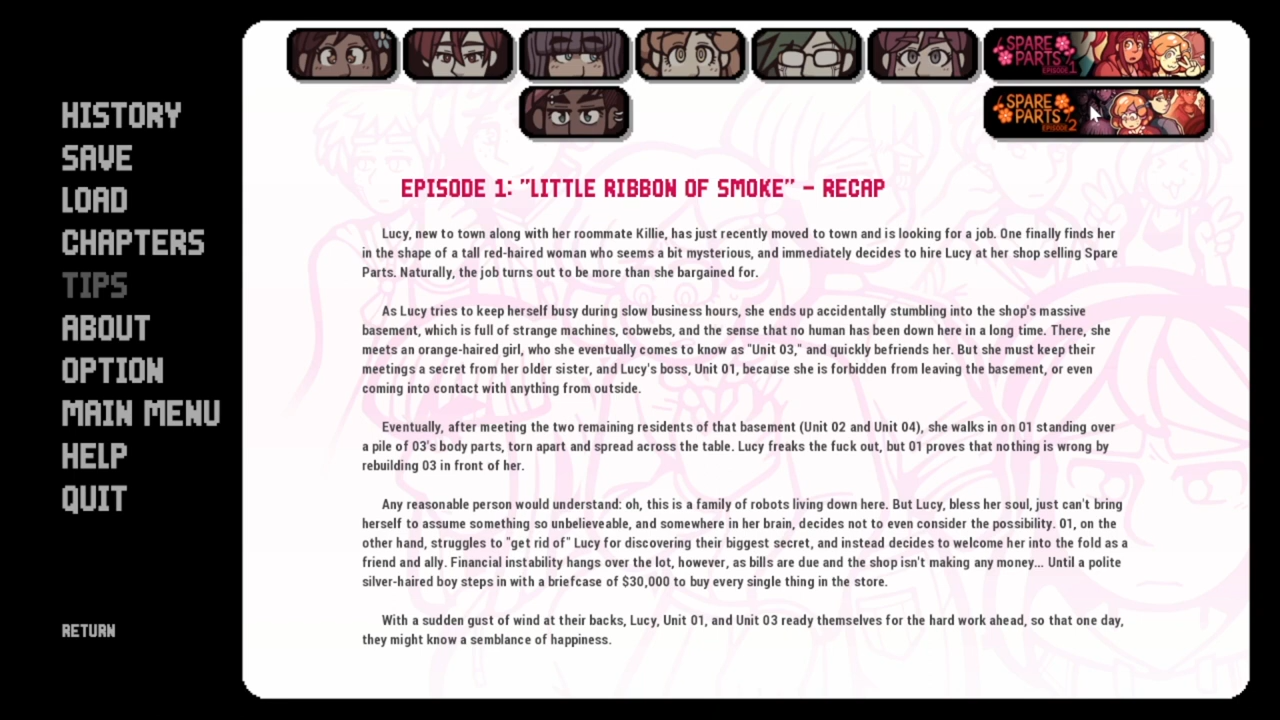 HISTORY
SAVE
LOAD
CHAPTERS
TIPS
ABOUT
OPTION
MAIN MENU
HELP
QUIT
RETURN
SPARE
PARTS
EPISODE 1
SPARE
PARTS
EPISODE 2
EPISODE 1: "LITTLE RIBBON OF SMOKE" - RECAP
Lucy, new to town along with her roommate Killie, has just recently moved to town and is looking for a job. One finally finds her
in the shape of a tall red-haired woman who seems a bit mysterious, and immediately decides to hire Lucy at her shop selling Spare
Parts. Naturally, the job turns out to be more than she bargained for.
As Lucy tries to keep herself busy during slow business hours, she ends up accidentally stumbling into the shop's massive
basement, which is full of strange machines, cobwebs, and the sense that no human has been down here in a long time. There, she
meets an orange-haired girl, who she eventually comes to know as "Unit 03," and quickly befriends her. But she must keep their
meetings a secret from her older sister, and Lucy's boss, Unit 01, because she is forbidden from leaving the basement, or even
coming into contact with anything from outside.
Eventually, after meeting the two remaining residents of that basement (Unit 02 and Unit 04), she walks in on 01 standing over
a pile of 03's body parts, torn apart and spread across the table. Lucy freaks the fuck out, but 01 proves that nothing is wrong by
rebuilding 03 in front of her.
Any reasonable person would understand: oh, this is a family of robots living down here. But Lucy, bless her soul, just can't bring
herself to assume something so unbelieveable, and somewhere in her brain, decides not to even consider the possibility. 01, on the
other hand, struggles to "get rid of" Lucy for discovering their biggest secret, and instead decides to welcome her into the fold as a
friend and ally. Financial instability hangs over the lot, however, as bills are due and the shop isn't making any money... Until a polite
silver-haired boy steps in with a briefcase of $30,000 to buy every single thing in the store.
With a sudden gust of wind at their backs, Lucy, Unit 01, and Unit 03 ready themselves for the hard work ahead, so that one day,
they might know a semblance of happiness.